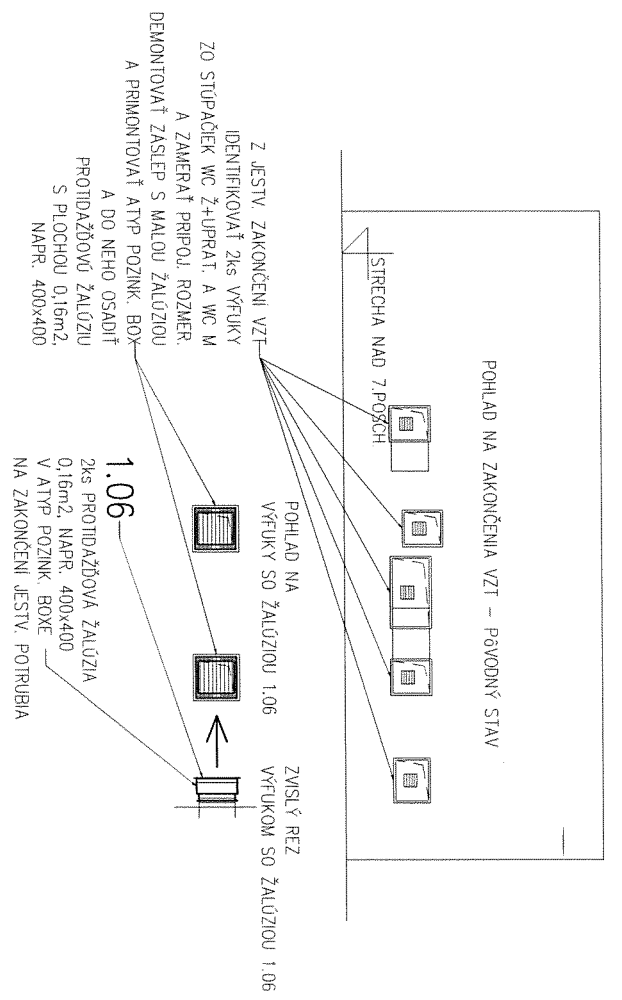 POHLAD NA ZAKONČENIA VZT – PôVODNÝ STAV
STRECHA NAD 7.POSCH.
Z JESTV. ZAKONČENÍ VZT
IDENTIFIKOVAŤ 2ks VÝFUKY
ZO STÚPAČIEK WC Ž+UPRAT. A WC M
A ZAMERAŤ PRIPOJ. ROZMER.
DEMONTOVAŤ ZÁSLEP S MALOU ŽALÚZIOU
A PRIMONTOVAŤ ATYP POZINK. BOX
A DO NEHO OSADIŤ
PROTIDAŽĎOVÚ ŽALÚZIU
S PLOCHOU 0,16m2,
NAPR. 400x400
POHLAD NA
VÝFUKY SO ŽALÚZIOU 1.06
ZVISLÝ REZ
VÝFUKOM SO ŽALÚZIOU 1.06
1.06
2ks PROTIDAŽĎOVÁ ŽALÚZIA
0,16m2, NAPR. 400x400
V ATYP POZINK. BOXE
NA ZAKONČENÍ JESTV. POTRUBIA